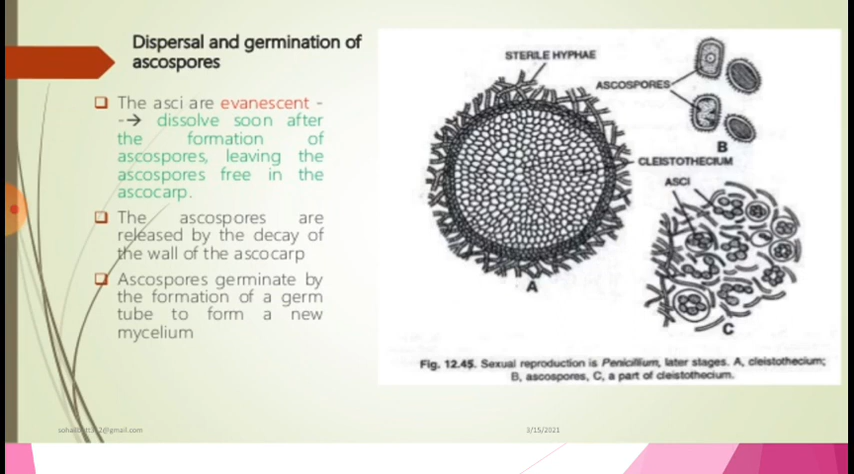 Dispersal and germination of
ascospores
The asci are evanescent -
-→ dissolve soon after
the formation of
ascospores, leaving the
ascospores free in the
ascocarp.
The ascospores are
released by the decay of
the wall of the ascocarp
Ascospores germinate by
the formation of a germ
tube to form a new
mycelium
STERILE HYPHAE
ASCOSPORES
B
CLEISTOTHECIUM
ASCI
A
C
Fig. 12.45. Sexual reproduction is Penicillium, later stages. A, cleistothecium;
B, ascospores, C, a part of cleistothecium.
3/15/2021